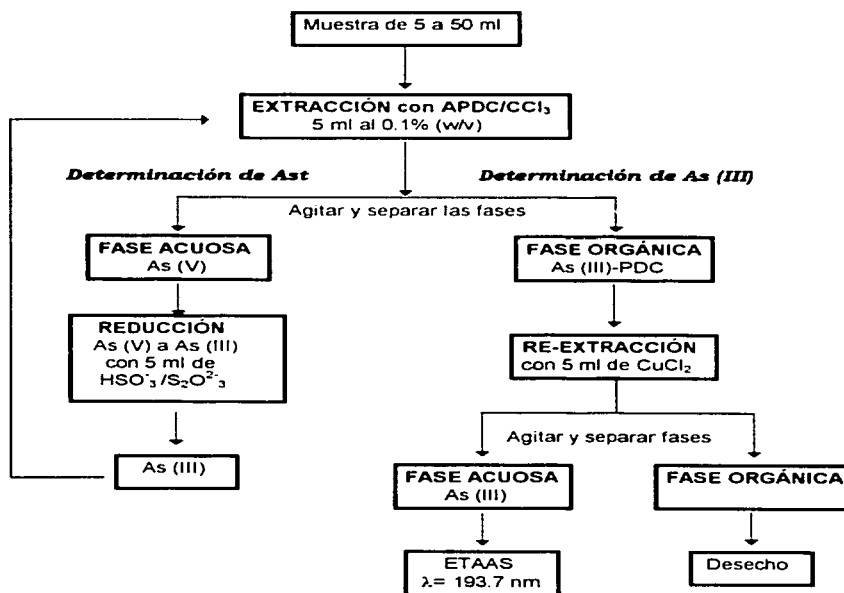 Muestra de 5 a 50 ml
EXTRACCIÓN con APDC/CCl₃
5 ml al 0.1% (w/v)
Determinación de Ast
Determinación de As (III)
Agitar y separar las fases
FASE ACUOSA
As (V)
FASE ORGÁNICA
As (III)-PDC
REDUCCIÓN
As (V) a As (III)
con 5 ml de
HSO⁻₃/S₂O²⁻₃
RE-EXTRACCIÓN
con 5 ml de CuCl₂
Agitar y separar fases
As (III)
FASE ACUOSA
As (III)
FASE ORGÁNICA
ETAAS
λ= 193.7 nm
Desecho